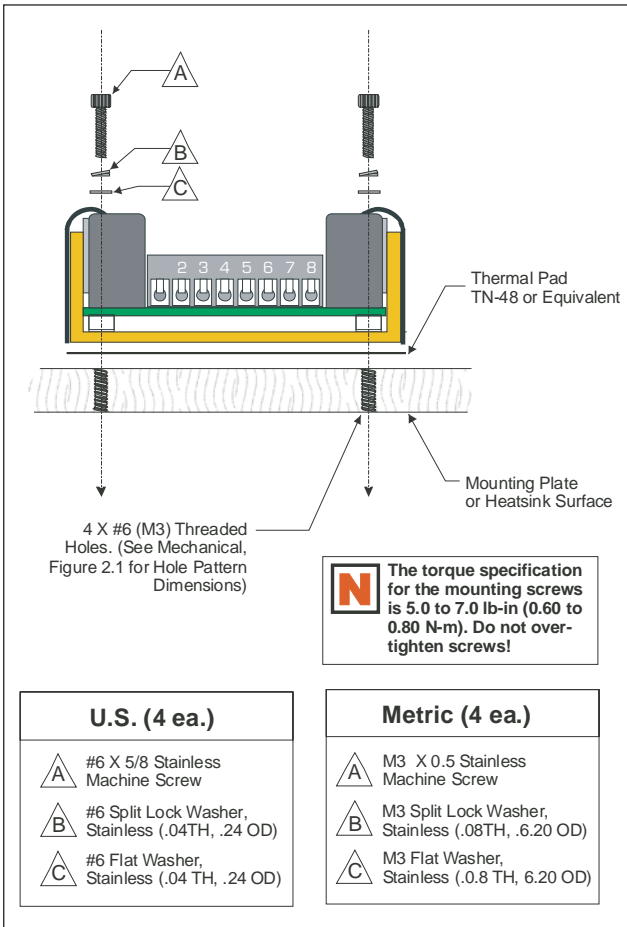 A
B
C
2 3 4 5 6 7 8
Thermal Pad
TN-48 or Equivalent
Mounting Plate
or Heatsink Surface
4 X #6 (M3) Threaded
Holes. (See Mechanical,
Figure 2.1 for Hole Pattern
Dimensions)
N
The torque specification
for the mounting screws
is 5.0 to 7.0 lb-in (0.60 to
0.80 N-m). Do not over-
tighten screws!
U.S. (4 ea.)
A #6 X 5/8 Stainless
Machine Screw
B #6 Split Lock Washer,
Stainless (.04TH, .24 OD)
C #6 Flat Washer,
Stainless (.04 TH, .24 OD)
Metric (4 ea.)
A M3 X 0.5 Stainless
Machine Screw
B M3 Split Lock Washer,
Stainless (.08TH, .6.20 OD)
C M3 Flat Washer,
Stainless (.0.8 TH, 6.20 OD)